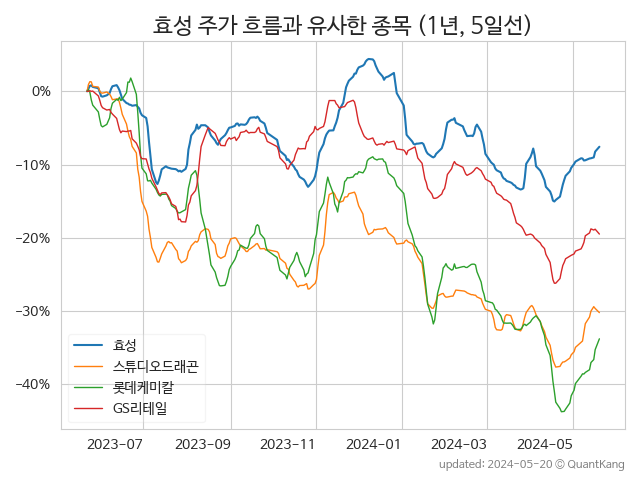 효성 주가 흐름과 유사한 종목 (1년, 5일선)
0%
−10%
−20%
−30%
−40%
효성
스튜디오드래곤
롯데케미칼
GS리테일
2023-07
2023-09
2023-11
2024-01
2024-03
2024-05
updated: 2024-05-20 © QuantKang